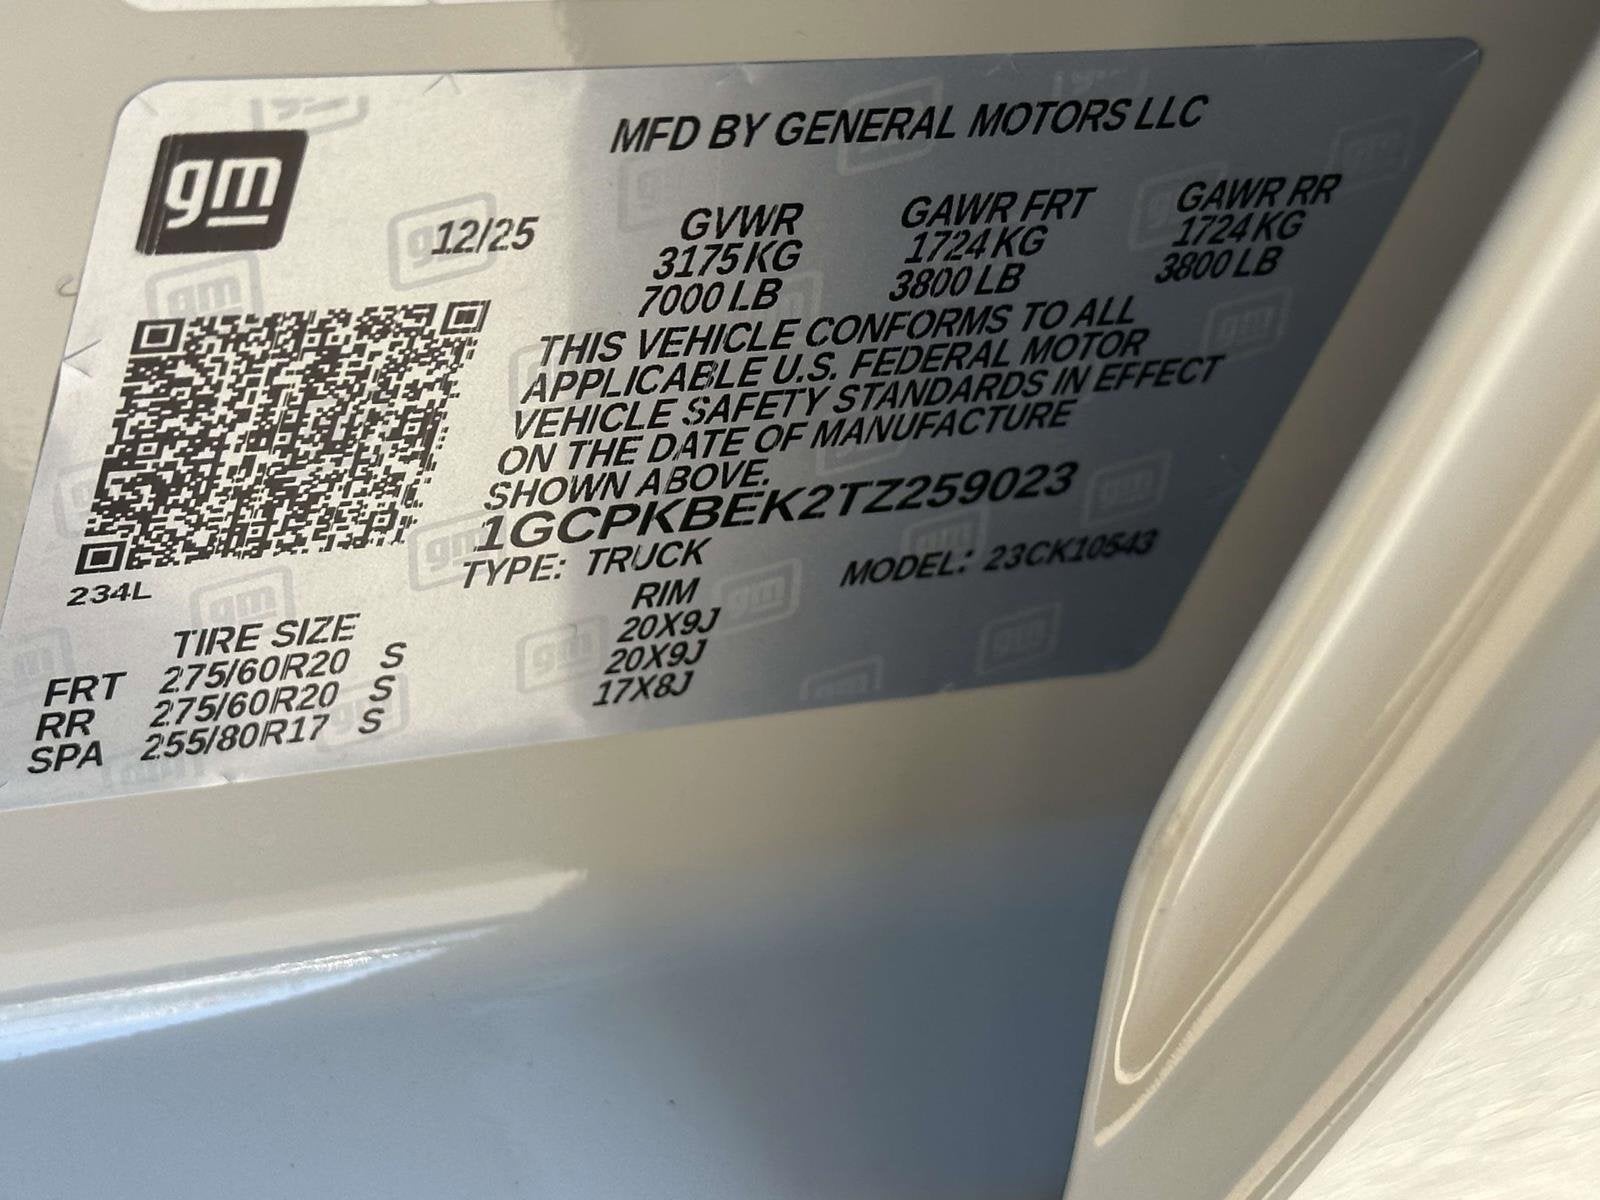 gm
MFD BY GENERAL MOTORS LLC
12/25
GVWR GAWR FRT GAWR RR
3175 KG 1724 KG 1724 KG
7000 LB 3800 LB 3800 LB
THIS VEHICLE CONFORMS TO ALL
APPLICABLE U.S. FEDERAL MOTOR
VEHICLE SAFETY STANDARDS IN EFFECT
ON THE DATE OF MANUFACTURE
SHOWN ABOVE.
1GCPKBEK2TZ259023
TYPE: TRUCK MODEL: 23CK10543
234L
TIRE SIZE RIM
FRT 275/60R20 S 20X9J
RR 275/60R20 S 20X9J
SPA 255/80R17 S 17X8J